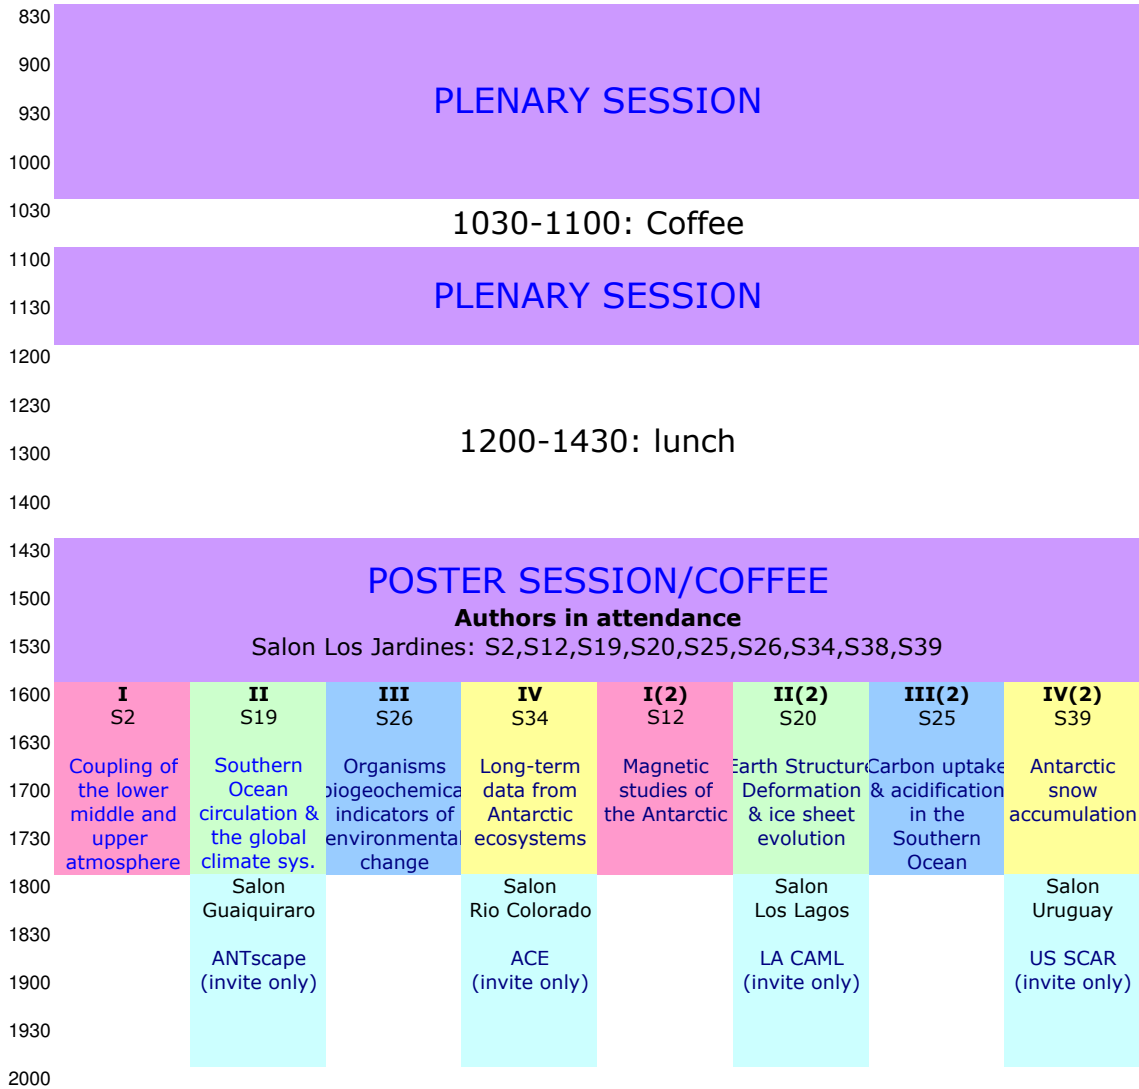 830
900
PLENARY SESSION
930
1000
1030
1030-1100: Coffee
1100
PLENARY SESSION
1130
1200
1230
1200-1430: lunch
1300
1400
1430
POSTER SESSION/COFFEE
1500
Authors in attendance
1530
Salon Los Jardines: S2,S12,S19,S20,S25,S26,S34,S38,S39
1600
I
S2
Coupling of
the lower
middle and
upper
atmosphere
II
S19
Southern
Ocean
circulation &
the global
climate sys.
III
S26
Organisms
biogeochemica
indicators of
environmental
change
IV
S34
Long-term
data from
Antarctic
ecosystems
I(2)
S12
Magnetic
studies of
the Antarctic
II(2)
S20
Earth Structure
Deformation
& ice sheet
evolution
III(2)
S25
Carbon uptake
& acidification
in the
Southern
Ocean
IV(2)
S39
Antarctic
snow
accumulation
1630
1700
1730
1800
Salon
Guaiquiraro
ANTscape
(invite only)
Salon
Rio Colorado
ACE
(invite only)
Salon
Los Lagos
LA CAML
(invite only)
Salon
Uruguay
US SCAR
(invite only)
1830
1900
1930
2000